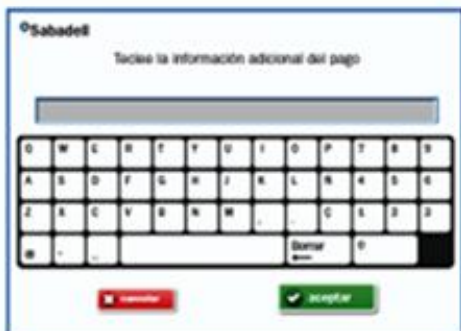 Sabadell
Teclee la información adicional del pago
Q W E R T Y U I O P 7 8 9
A S D F G H J K L Ñ 4 5 6
Z X C V B N M , . Ç 1 2 3
@ - _ Borrar 0
cancelar aceptar